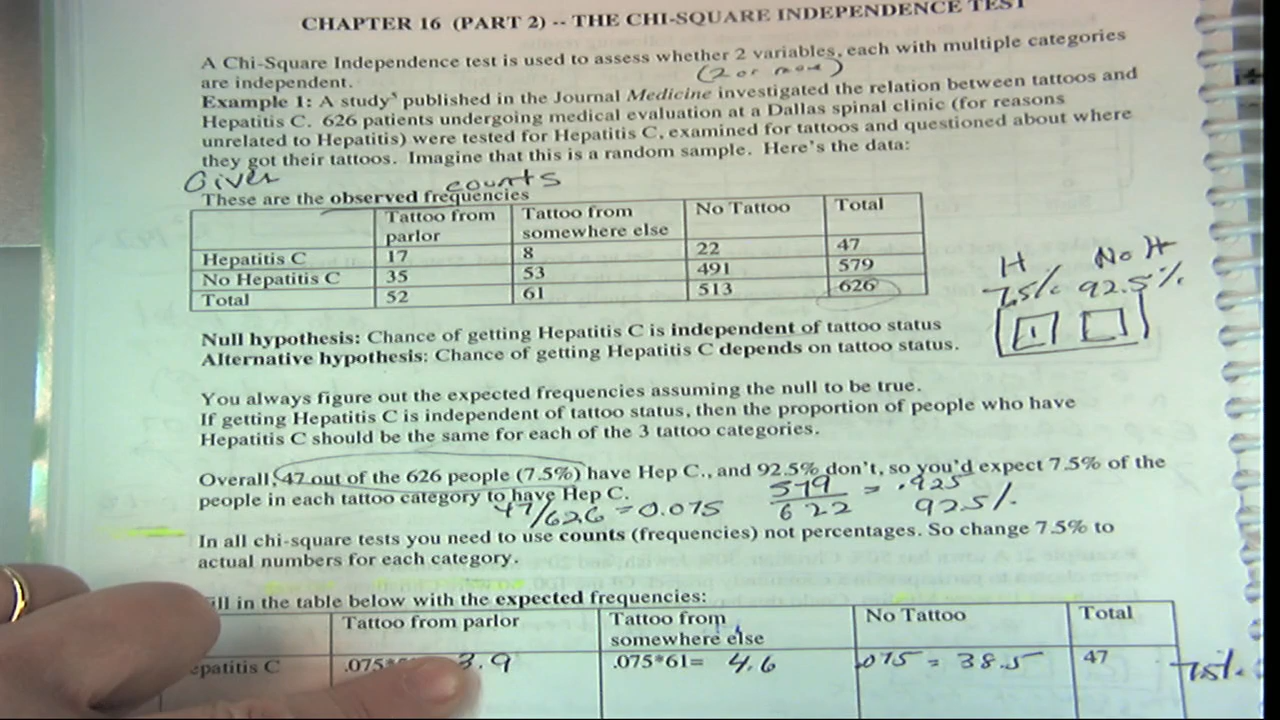 CHAPTER 16 (PART 2) -- THE CHI-SQUARE INDEPENDENCE TEST
A Chi-Square Independence test is used to assess whether 2 variables, each with multiple categories
(2 or more)
are independent.
Example 1: A study⁵ published in the Journal Medicine investigated the relation between tattoos and
Hepatitis C. 626 patients undergoing medical evaluation at a Dallas spinal clinic (for reasons
unrelated to Hepatitis) were tested for Hepatitis C, examined for tattoos and questioned about where
they got their tattoos. Imagine that this is a random sample. Here's the data:
Given counts
These are the observed frequencies
Tattoo from parlor Tattoo from somewhere else No Tattoo Total
Hepatitis C 17 8 22 47
No Hepatitis C 35 53 491 579
Total 52 61 513 626
H No H
7.5% 92.5%
1
Null hypothesis: Chance of getting Hepatitis C is independent of tattoo status
Alternative hypothesis: Chance of getting Hepatitis C depends on tattoo status.
You always figure out the expected frequencies assuming the null to be true.
If getting Hepatitis C is independent of tattoo status, then the proportion of people who have
Hepatitis C should be the same for each of the 3 tattoo categories.
Overall, 47 out of the 626 people (7.5%) have Hep C., and 92.5% don't, so you'd expect 7.5% of the
people in each tattoo category to have Hep C.
47/626 = 0.075 579/622 = .925 92.5%
In all chi-square tests you need to use counts (frequencies) not percentages. So change 7.5% to
actual numbers for each category.
ill in the table below with the expected frequencies:
Tattoo from parlor Tattoo from somewhere else No Tattoo Total
epatitis C .075* 3.9 .075*61= 4.6 .075 = 38.5 47 7.5%